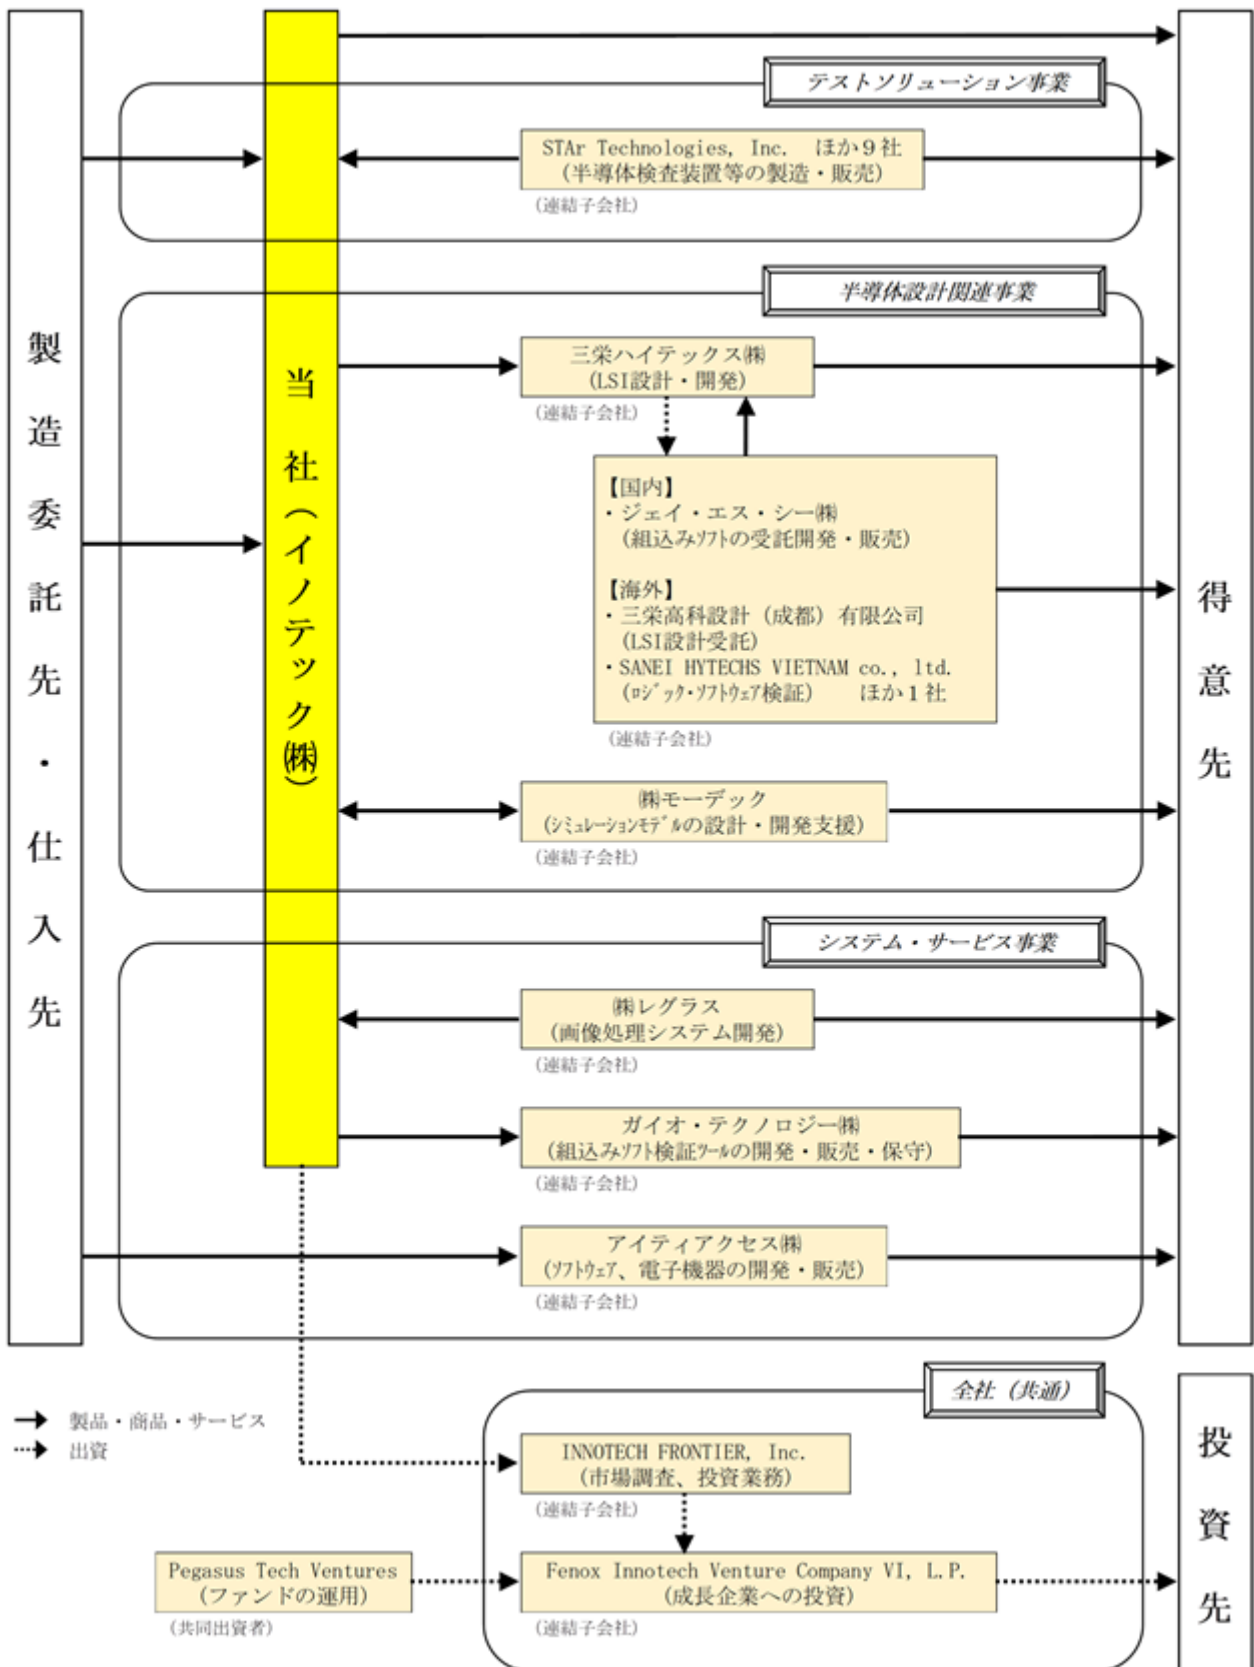 製造委託先・仕入先
当社（イノテック㈱）
得意先
テストソリューション事業
STAr Technologies, Inc.　ほか９社
（半導体検査装置等の製造・販売）
（連結子会社）
半導体設計関連事業
三栄ハイテックス㈱
（LSI設計・開発）
（連結子会社）
【国内】
・ジェイ・エス・シー㈱
（組込みソフトの受託開発・販売）
【海外】
・三栄高科設計（成都）有限公司
（LSI設計受託）
・SANEI HYTECHS VIETNAM co., ltd.
（ロジック・ソフトウェア検証）　　ほか１社
（連結子会社）
㈱モーデック
（シミュレーションモデルの設計・開発支援）
（連結子会社）
システム・サービス事業
㈱レグラス
（画像処理システム開発）
（連結子会社）
ガイオ・テクノロジー㈱
（組込みソフト検証ツールの開発・販売・保守）
（連結子会社）
アイティアクセス㈱
（ソフトウェア、電子機器の開発・販売）
（連結子会社）
製品・商品・サービス
出資
全社（共通）
INNOTECH FRONTIER, Inc.
（市場調査、投資業務）
（連結子会社）
Pegasus Tech Ventures
（ファンドの運用）
（共同出資者）
Fenox Innotech Venture Company VI, L.P.
（成長企業への投資）
（連結子会社）
投資先